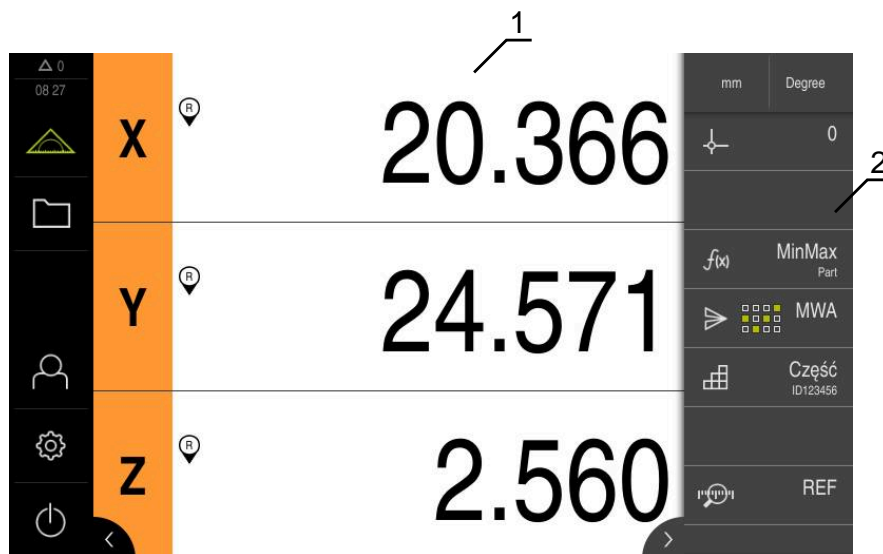 1
2
0
08 27
X
R
20.366
Y
R
24.571
Z
R
2.560
mm
Degree
0
f(x)
MinMax
Part
MWA
Część
ID123456
REF